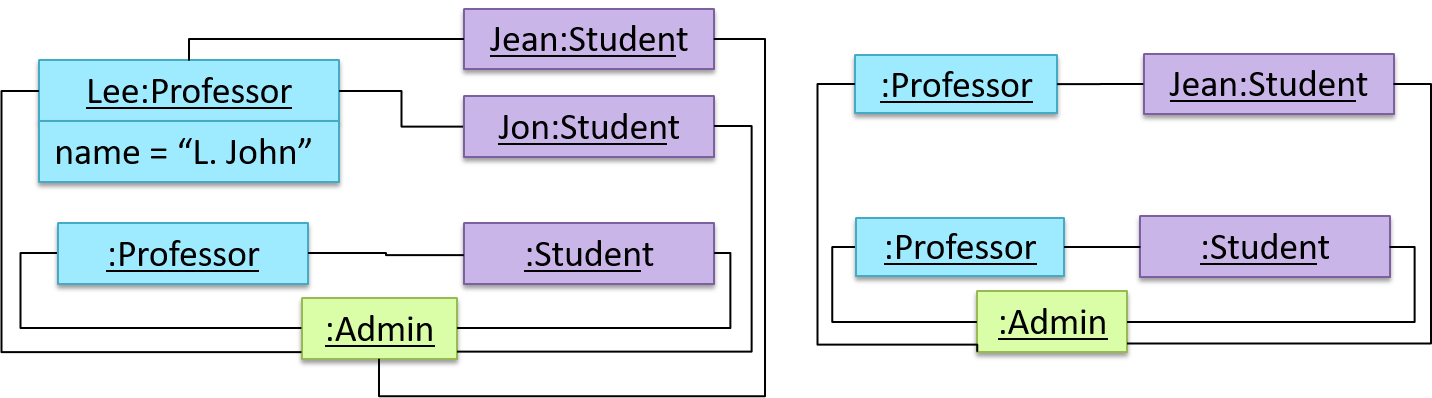 Jean:Student
Lee:Professor
name = “L. John”
Jon:Student
:Professor
:Student
:Admin
:Professor
Jean:Student
:Professor
:Student
:Admin